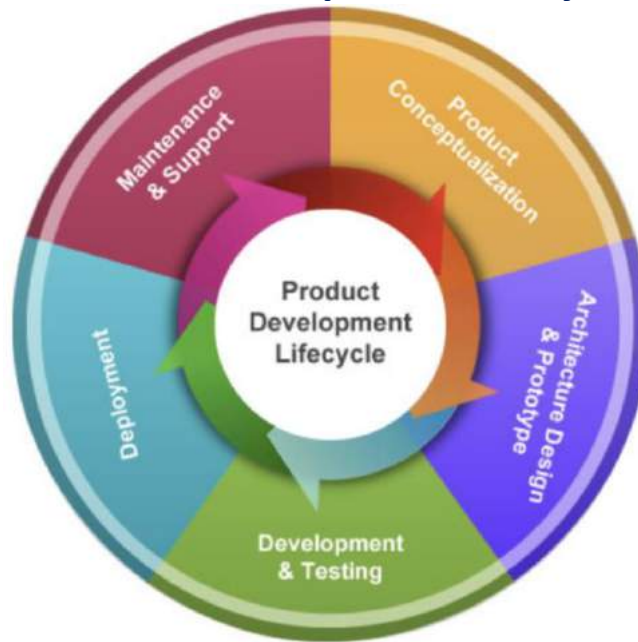 Product
Development
Lifecycle
Product
Conceptualization
Architecture Design
& Prototype
Development
& Testing
Deployment
Maintenance
& Support